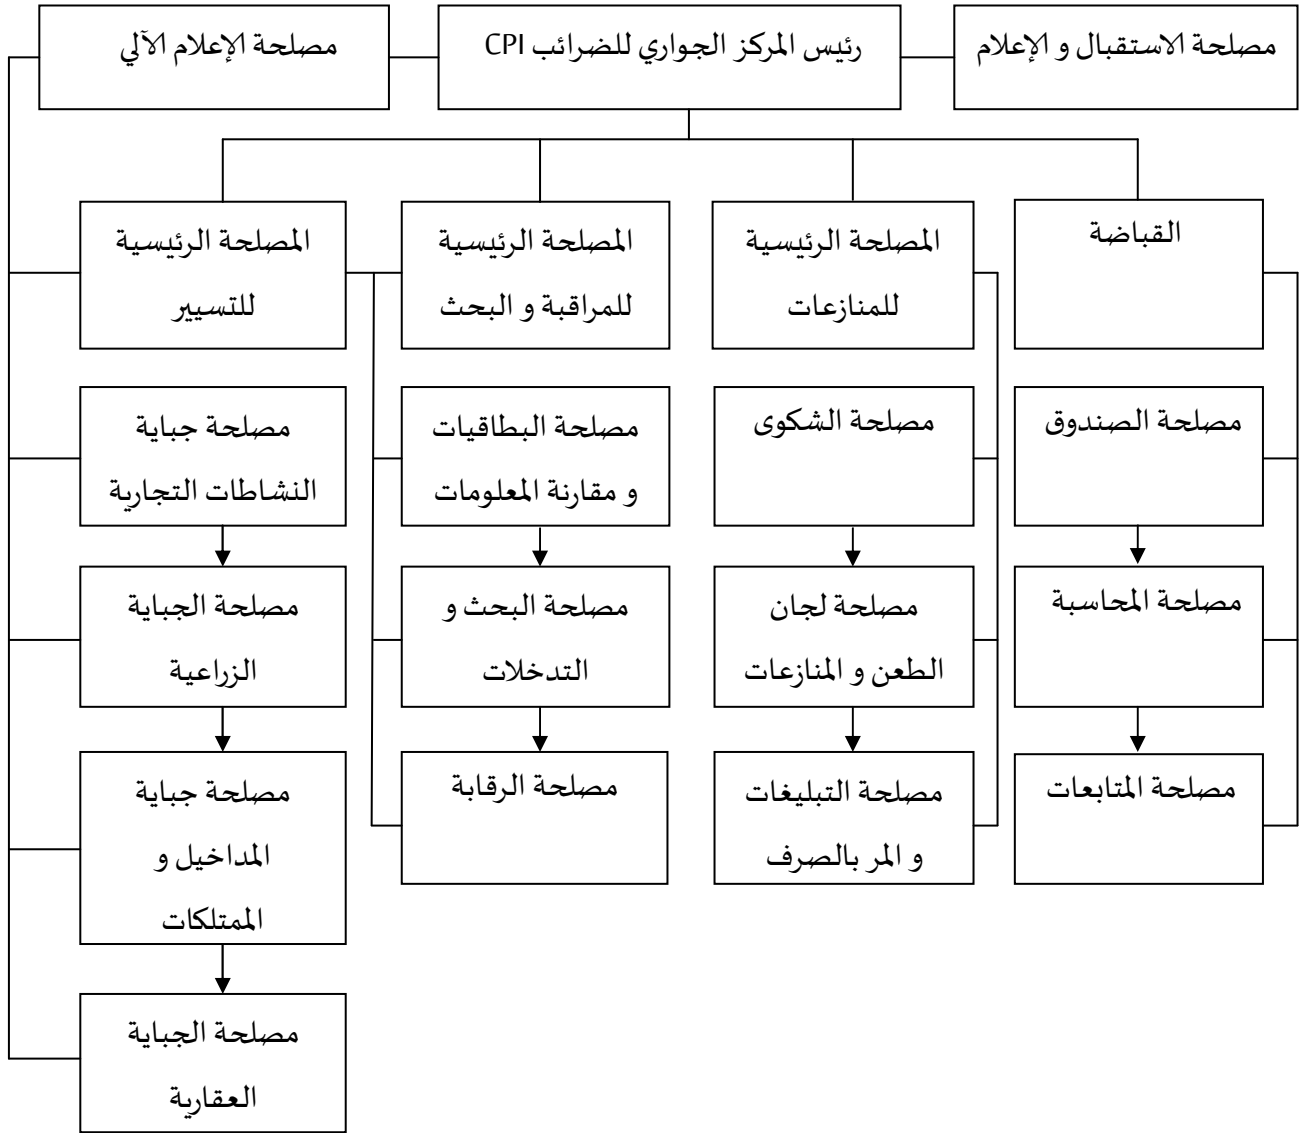 مصلحة الاستقبال و الإعلام
رئيس المركز الجواري للضرائب CPI
مصلحة الإعلام الآلي
القباضة
المصلحة الرئيسية
للمنازعات
المصلحة الرئيسية
للمراقبة و البحث
المصلحة الرئيسية
للتسيير
مصلحة الصندوق
مصلحة الشكوى
مصلحة البطاقيات
و مقارنة المعلومات
مصلحة جباية
النشاطات التجارية
مصلحة المحاسبة
مصلحة لجان
الطعن و المنازعات
مصلحة البحث و
التدخلات
مصلحة الجباية
الزراعية
مصلحة المتابعات
مصلحة التبليغات
و المر بالصرف
مصلحة الرقابة
مصلحة جباية
المداخيل و
الممتلكات
مصلحة الجباية
العقارية